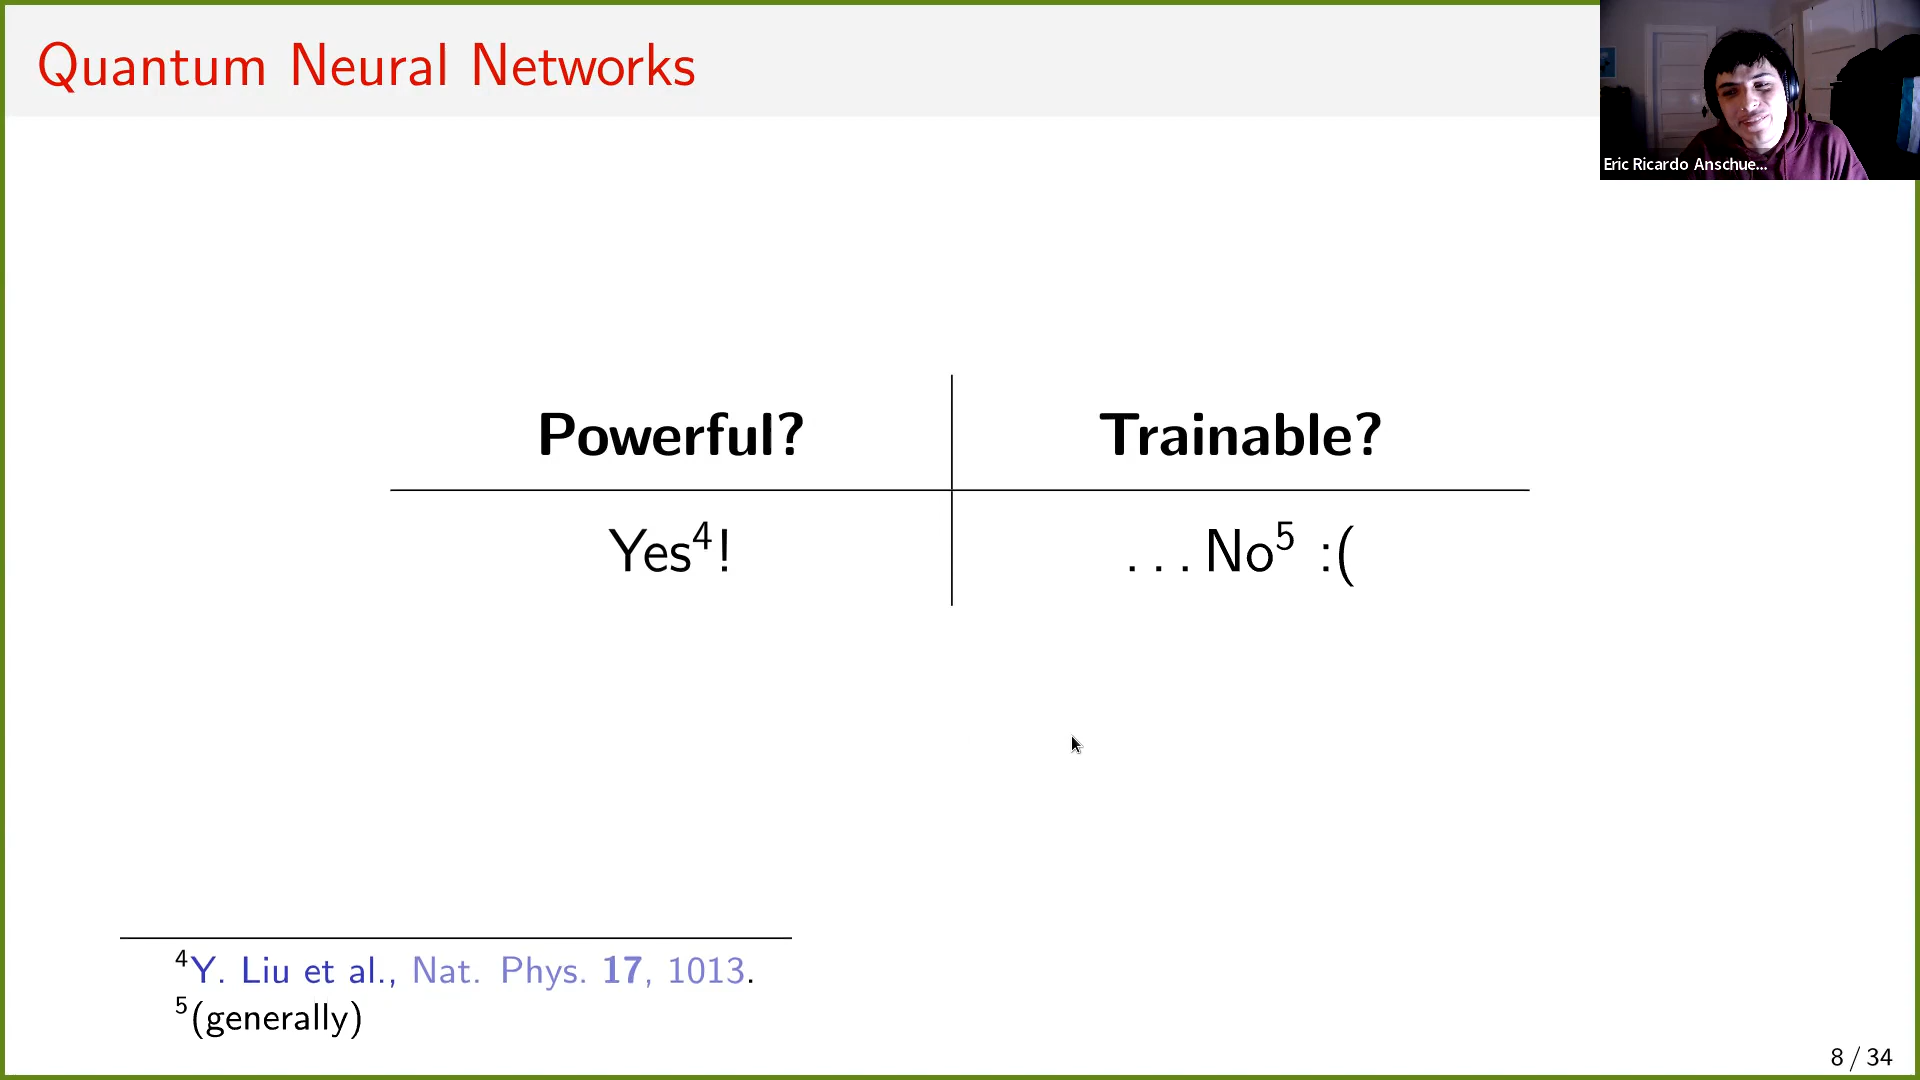 Quantum Neural Networks
Eric Ricardo Anschue...
Powerful? Trainable?
Yes⁴! ...No⁵ :(
⁴Y. Liu et al., Nat. Phys. 17, 1013.
⁵(generally)
8 / 34